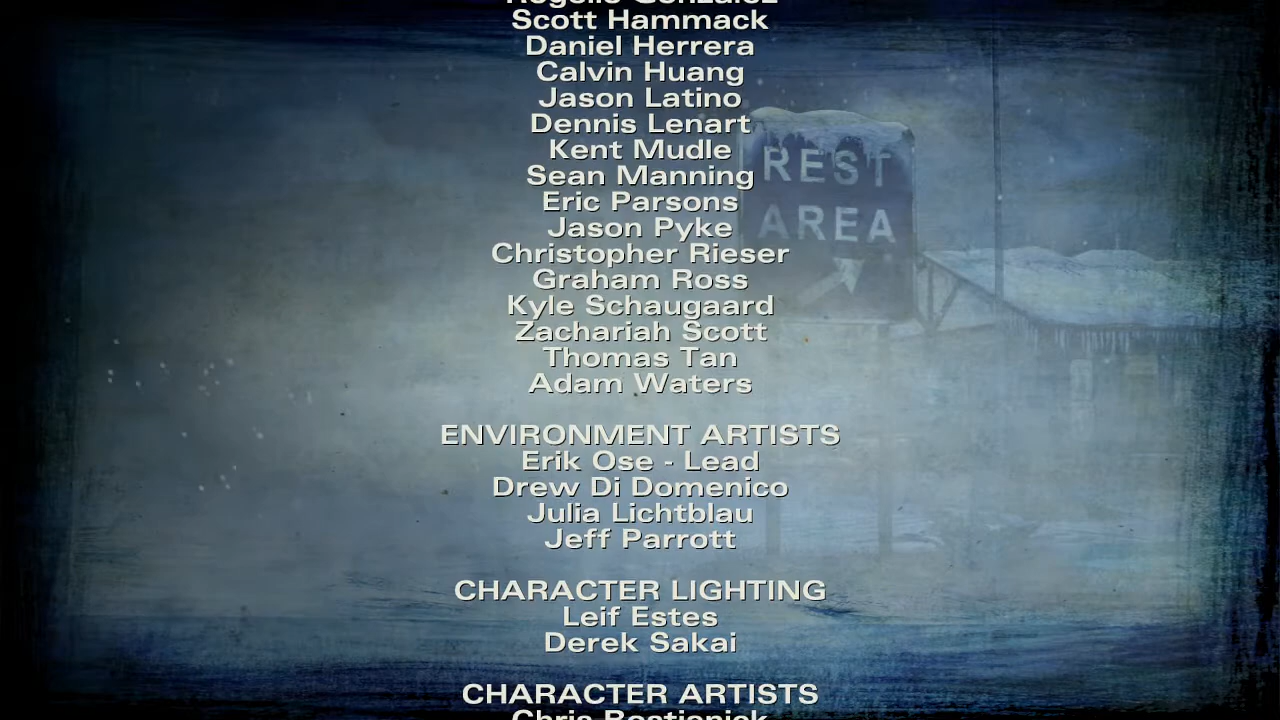 Scott Hammack
Daniel Herrera
Calvin Huang
Jason Latino
Dennis Lenart
Kent Mudle
Sean Manning
Eric Parsons
Jason Pyke
Christopher Rieser
Graham Ross
Kyle Schaugaard
Zachariah Scott
Thomas Tan
Adam Waters
ENVIRONMENT ARTISTS
Erik Ose - Lead
Drew Di Domenico
Julia Lichtblau
Jeff Parrott
CHARACTER LIGHTING
Leif Estes
Derek Sakai
CHARACTER ARTISTS
REST
AREA